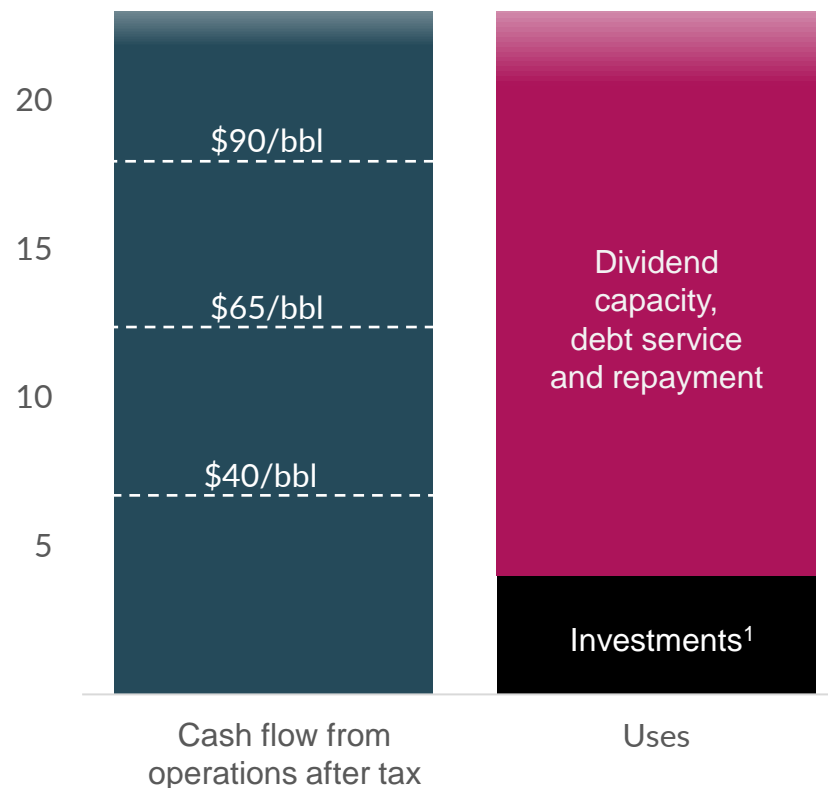 20
15
10
5
$90/bbl
$65/bbl
$40/bbl
Dividend
capacity,
debt service
and repayment
Investments¹
Cash flow from
operations after tax
Uses